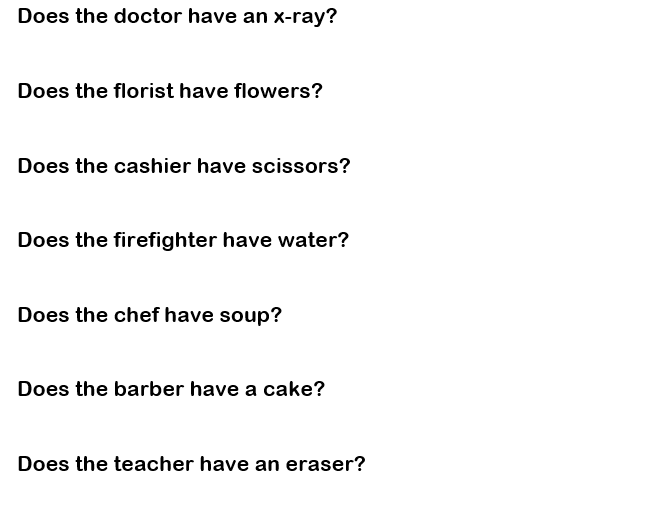 Does the doctor have an x-ray?
Does the florist have flowers?
Does the cashier have scissors?
Does the firefighter have water?
Does the chef have soup?
Does the barber have a cake?
Does the teacher have an eraser?